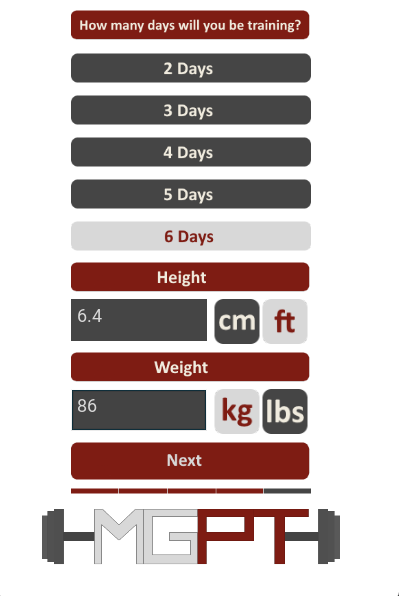 How many days will you be training?
2 Days
3 Days
4 Days
5 Days
6 Days
Height
6.4 cm ft
Weight
86 kg lbs
Next
MGPT